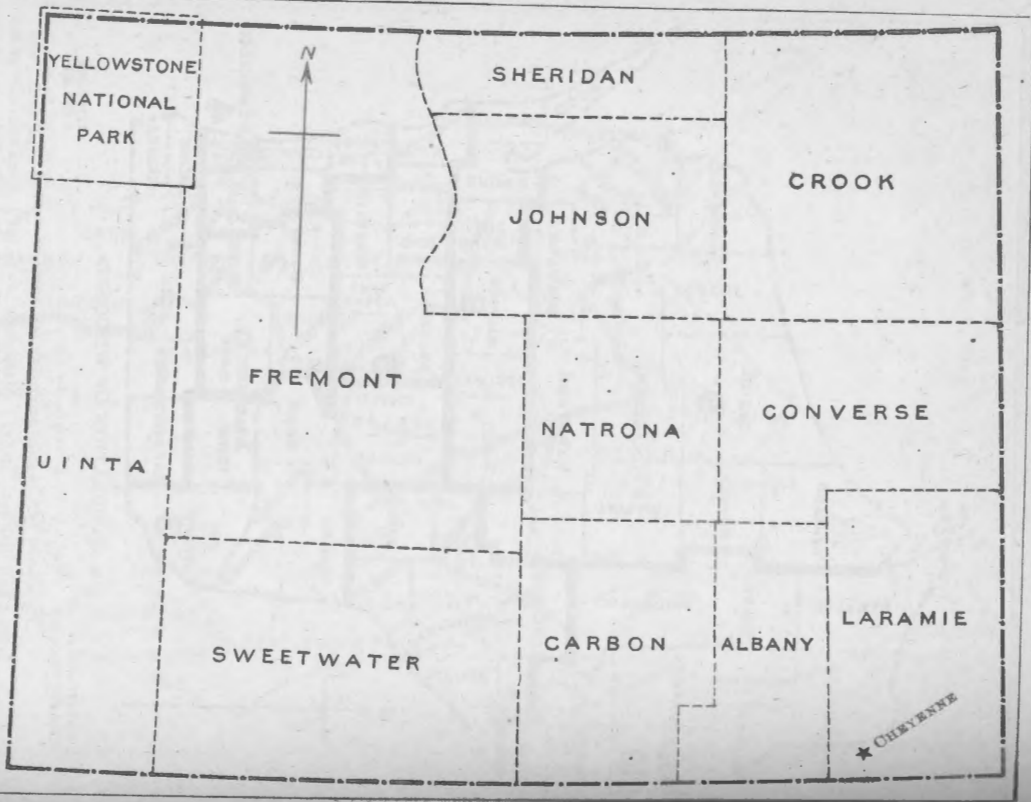 YELLOWSTONE
NATIONAL
PARK
N
SHERIDAN
CROOK
JOHNSON
FREMONT
NATRONA
CONVERSE
UINTA
SWEETWATER
CARBON
ALBANY
LARAMIE
CHEYENNE